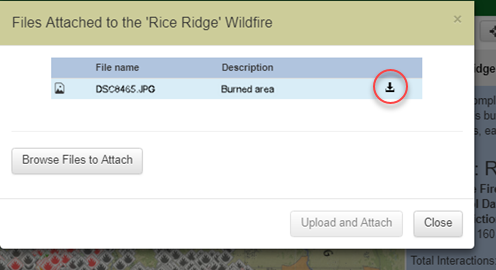 Files Attached to the 'Rice Ridge' Wildfire
×
File name Description
DSC8465.JPG Burned area
Browse Files to Attach
Upload and Attach Close
160
Total Interactions: